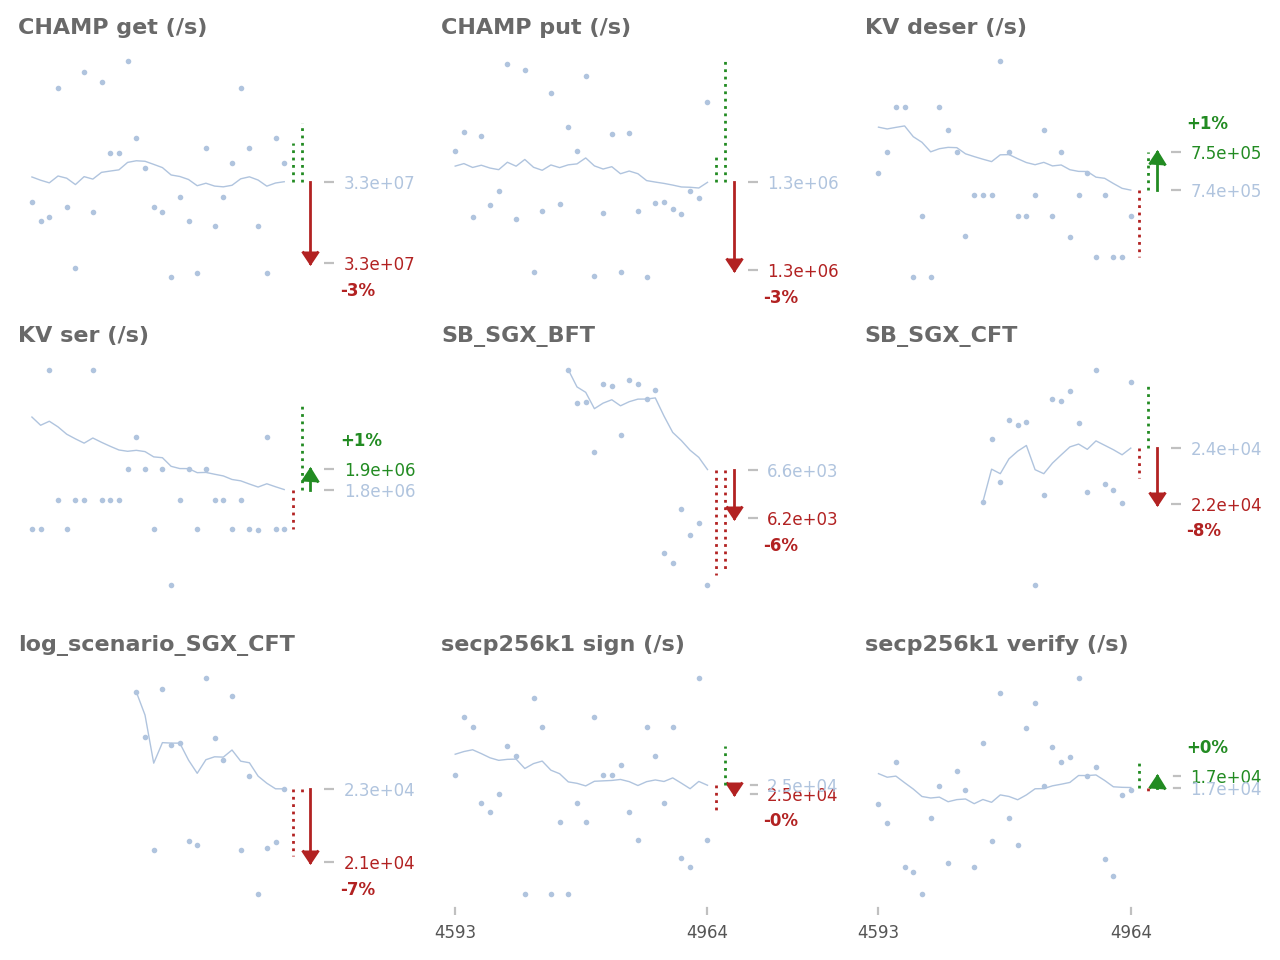 CHAMP get (/s)
CHAMP put (/s)
KV deser (/s)
3.3e+07
3.3e+07
-3%
1.3e+06
1.3e+06
-3%
+1%
7.5e+05
7.4e+05
KV ser (/s)
SB_SGX_BFT
SB_SGX_CFT
+1%
1.9e+06
1.8e+06
6.6e+03
6.2e+03
-6%
2.4e+04
2.2e+04
-8%
log_scenario_SGX_CFT
secp256k1 sign (/s)
secp256k1 verify (/s)
2.3e+04
2.1e+04
-7%
2.5e+04
2.5e+04
-0%
+0%
1.7e+04
1.7e+04
4593
4964
4593
4964